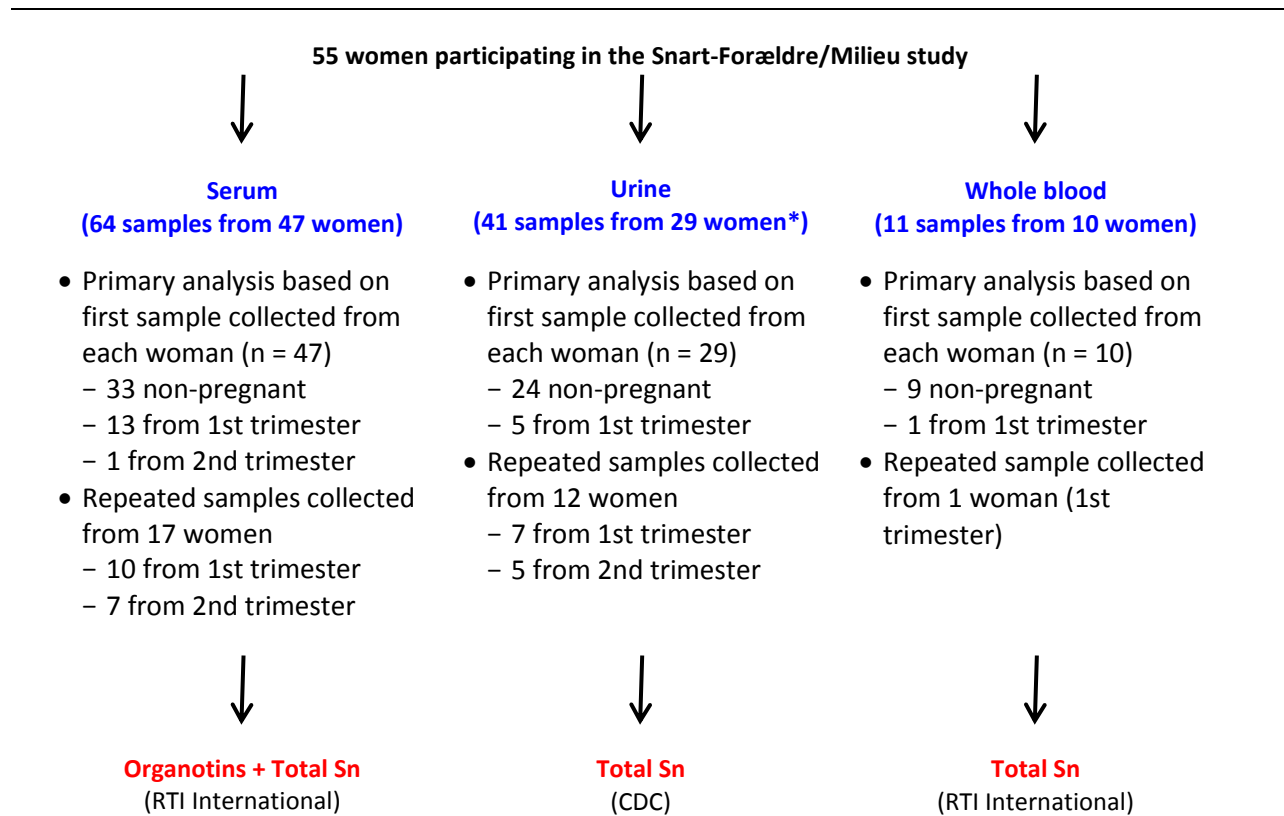 55 women participating in the Snart-Forældre/Milieu study
Serum
(64 samples from 47 women)
• Primary analysis based on
first sample collected from
each woman (n = 47)
− 33 non-pregnant
− 13 from 1st trimester
− 1 from 2nd trimester
• Repeated samples collected
from 17 women
− 10 from 1st trimester
− 7 from 2nd trimester
Organotins + Total Sn
(RTI International)
Urine
(41 samples from 29 women*)
• Primary analysis based on
first sample collected from
each woman (n = 29)
− 24 non-pregnant
− 5 from 1st trimester
• Repeated samples collected
from 12 women
− 7 from 1st trimester
− 5 from 2nd trimester
Total Sn
(CDC)
Whole blood
(11 samples from 10 women)
• Primary analysis based on
first sample collected from
each woman (n = 10)
− 9 non-pregnant
− 1 from 1st trimester
• Repeated sample collected
from 1 woman (1st
trimester)
Total Sn
(RTI International)